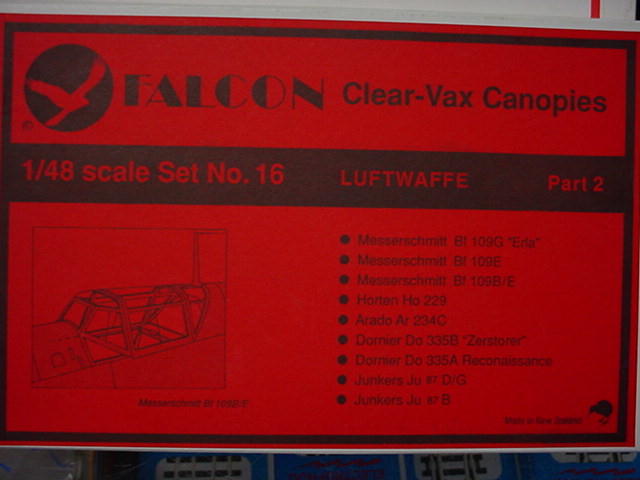 FALCON Clear-Vax Canopies
©
1/48 scale Set No. 16 LUFTWAFFE Part 2
● Messerschmitt Bf 109G "Erla"
● Messerschmitt Bf 109E
● Messerschmitt Bf 109B/E
● Horten Ho 229
● Arado Ar 234C
● Dornier Do 335B "Zerstorer"
● Dornier Do 335A Reconaissance
● Junkers Ju 87 D/G
● Junkers Ju 87 B
Messerschmitt Bf 109B/E
Made in New Zealand